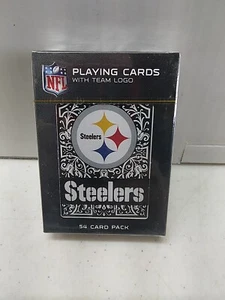 NFL
PLAYING CARDS
WITH TEAM LOGO
Steelers
Steelers
54 CARD PACK